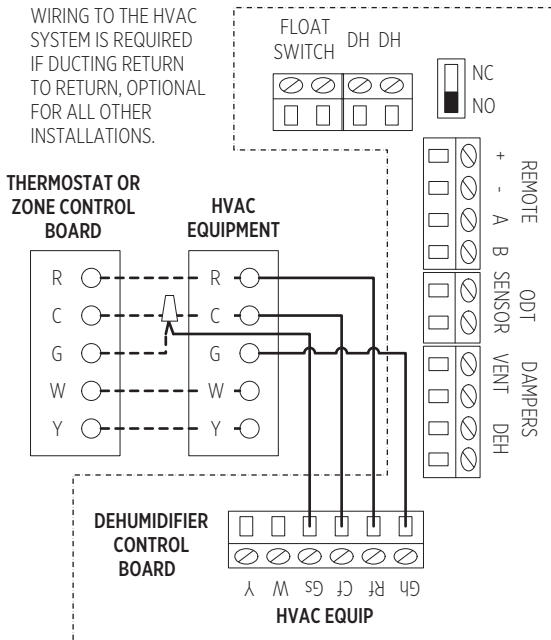 WIRING TO THE HVAC
SYSTEM IS REQUIRED
IF DUCTING RETURN
TO RETURN, OPTIONAL
FOR ALL OTHER
INSTALLATIONS.
FLOAT
SWITCH
DH DH
NC
NO
+
-
A
B
REMOTE
ODT
SENSOR
DAMPERS
VENT
DEH
THERMOSTAT OR
ZONE CONTROL
BOARD
R
C
G
W
Y
HVAC
EQUIPMENT
R
C
G
W
Y
DEHUMIDIFIER
CONTROL
BOARD
Y W Gs Cf Rf Gh
HVAC EQUIP